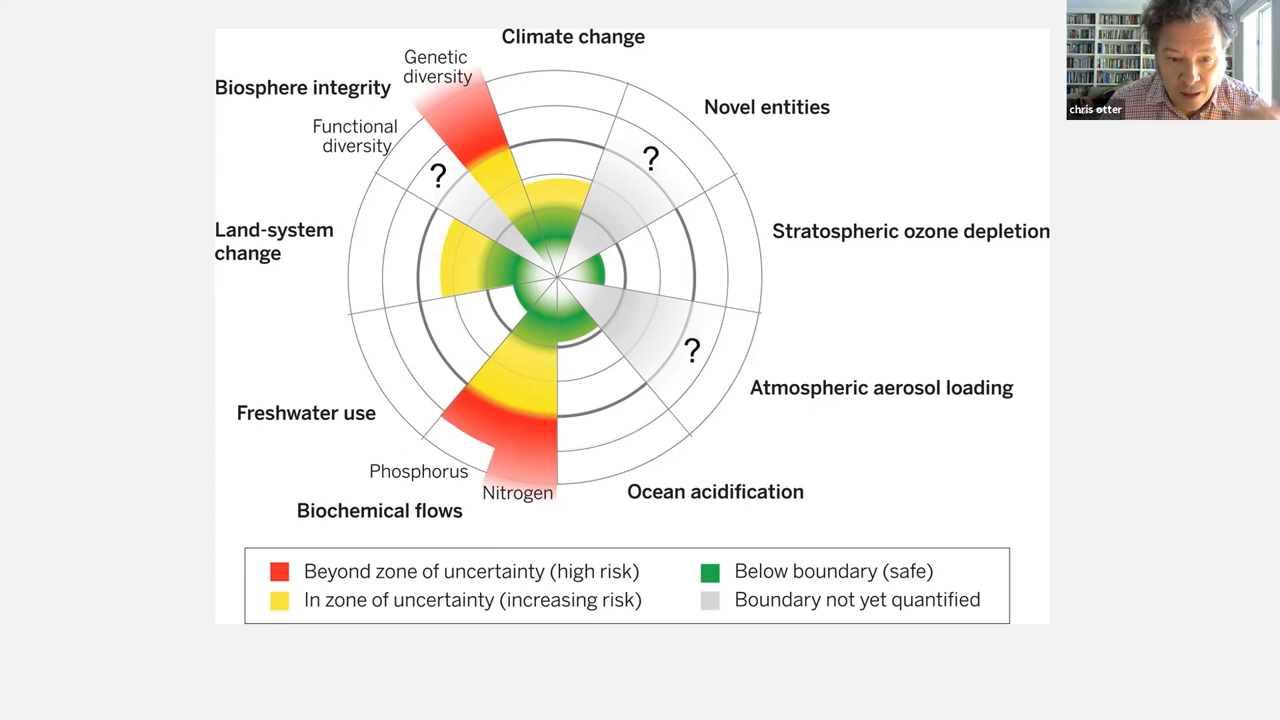 Climate change
Genetic
diversity
Biosphere integrity
Novel entities
Functional
diversity
?
?
Land-system
change
Stratospheric ozone depletion
?
Atmospheric aerosol loading
Freshwater use
Phosphorus
Nitrogen
Ocean acidification
Biochemical flows
Beyond zone of uncertainty (high risk)
Below boundary (safe)
In zone of uncertainty (increasing risk)
Boundary not yet quantified
chris otter